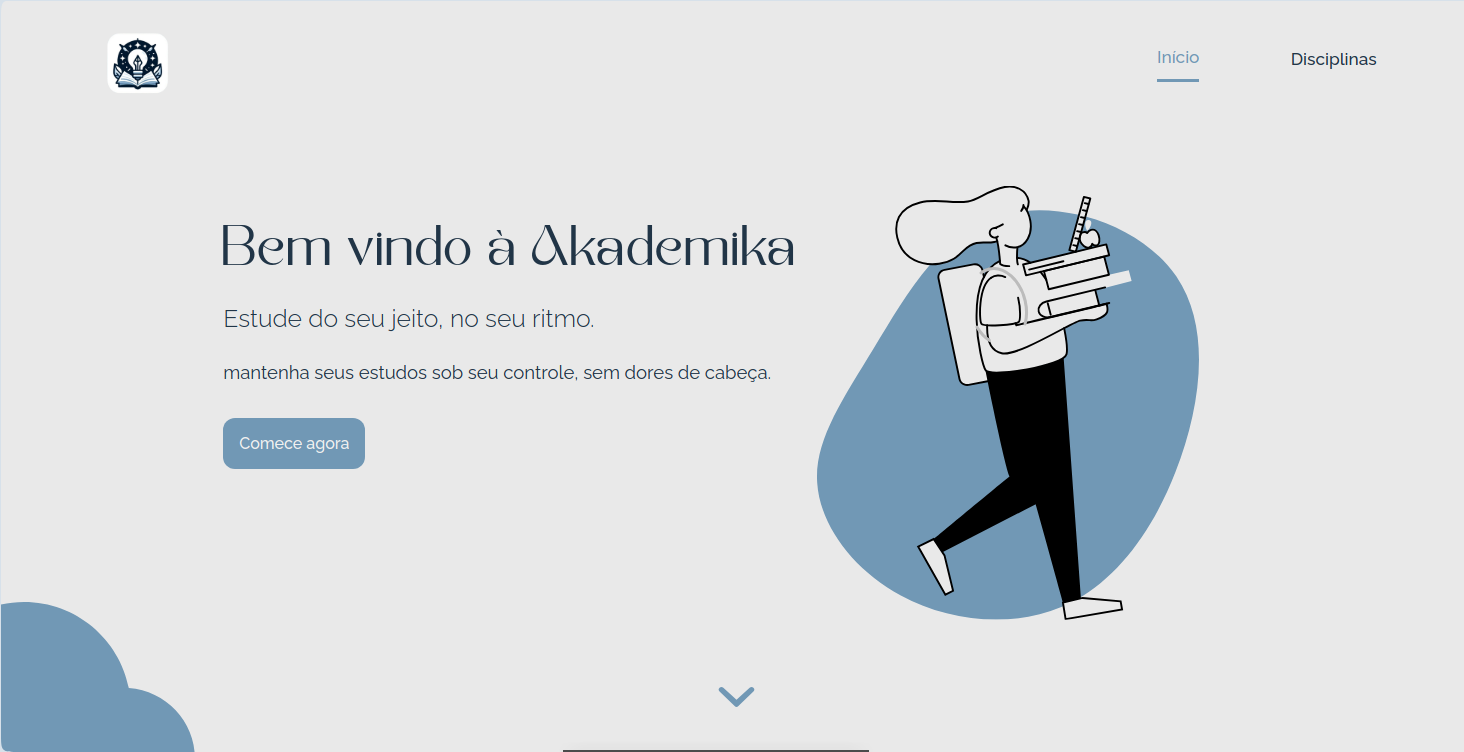 Início
Disciplinas
Bem vindo à Akademika
Estude do seu jeito, no seu ritmo.
mantenha seus estudos sob seu controle, sem dores de cabeça.
Comece agora